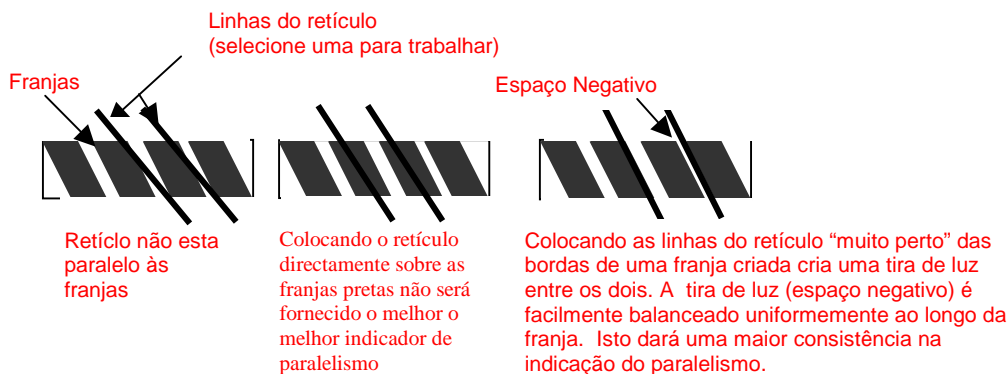 Linhas do retículo
(selecione uma para trabalhar)
Franjas
Espaço Negativo
Retíclo não esta
paralelo às
franjas
Colocando o retículo
directamente sobre as
franjas pretas não será
fornecido o melhor o
melhor indicador de
paralelismo
Colocando as linhas do retículo “muito perto” das
bordas de uma franja criada cria uma tira de luz
entre os dois. A tira de luz (espaço negativo) é
facilmente balanceado uniformemente ao longo da
franja. Isto dará uma maior consistência na
indicação do paralelismo.